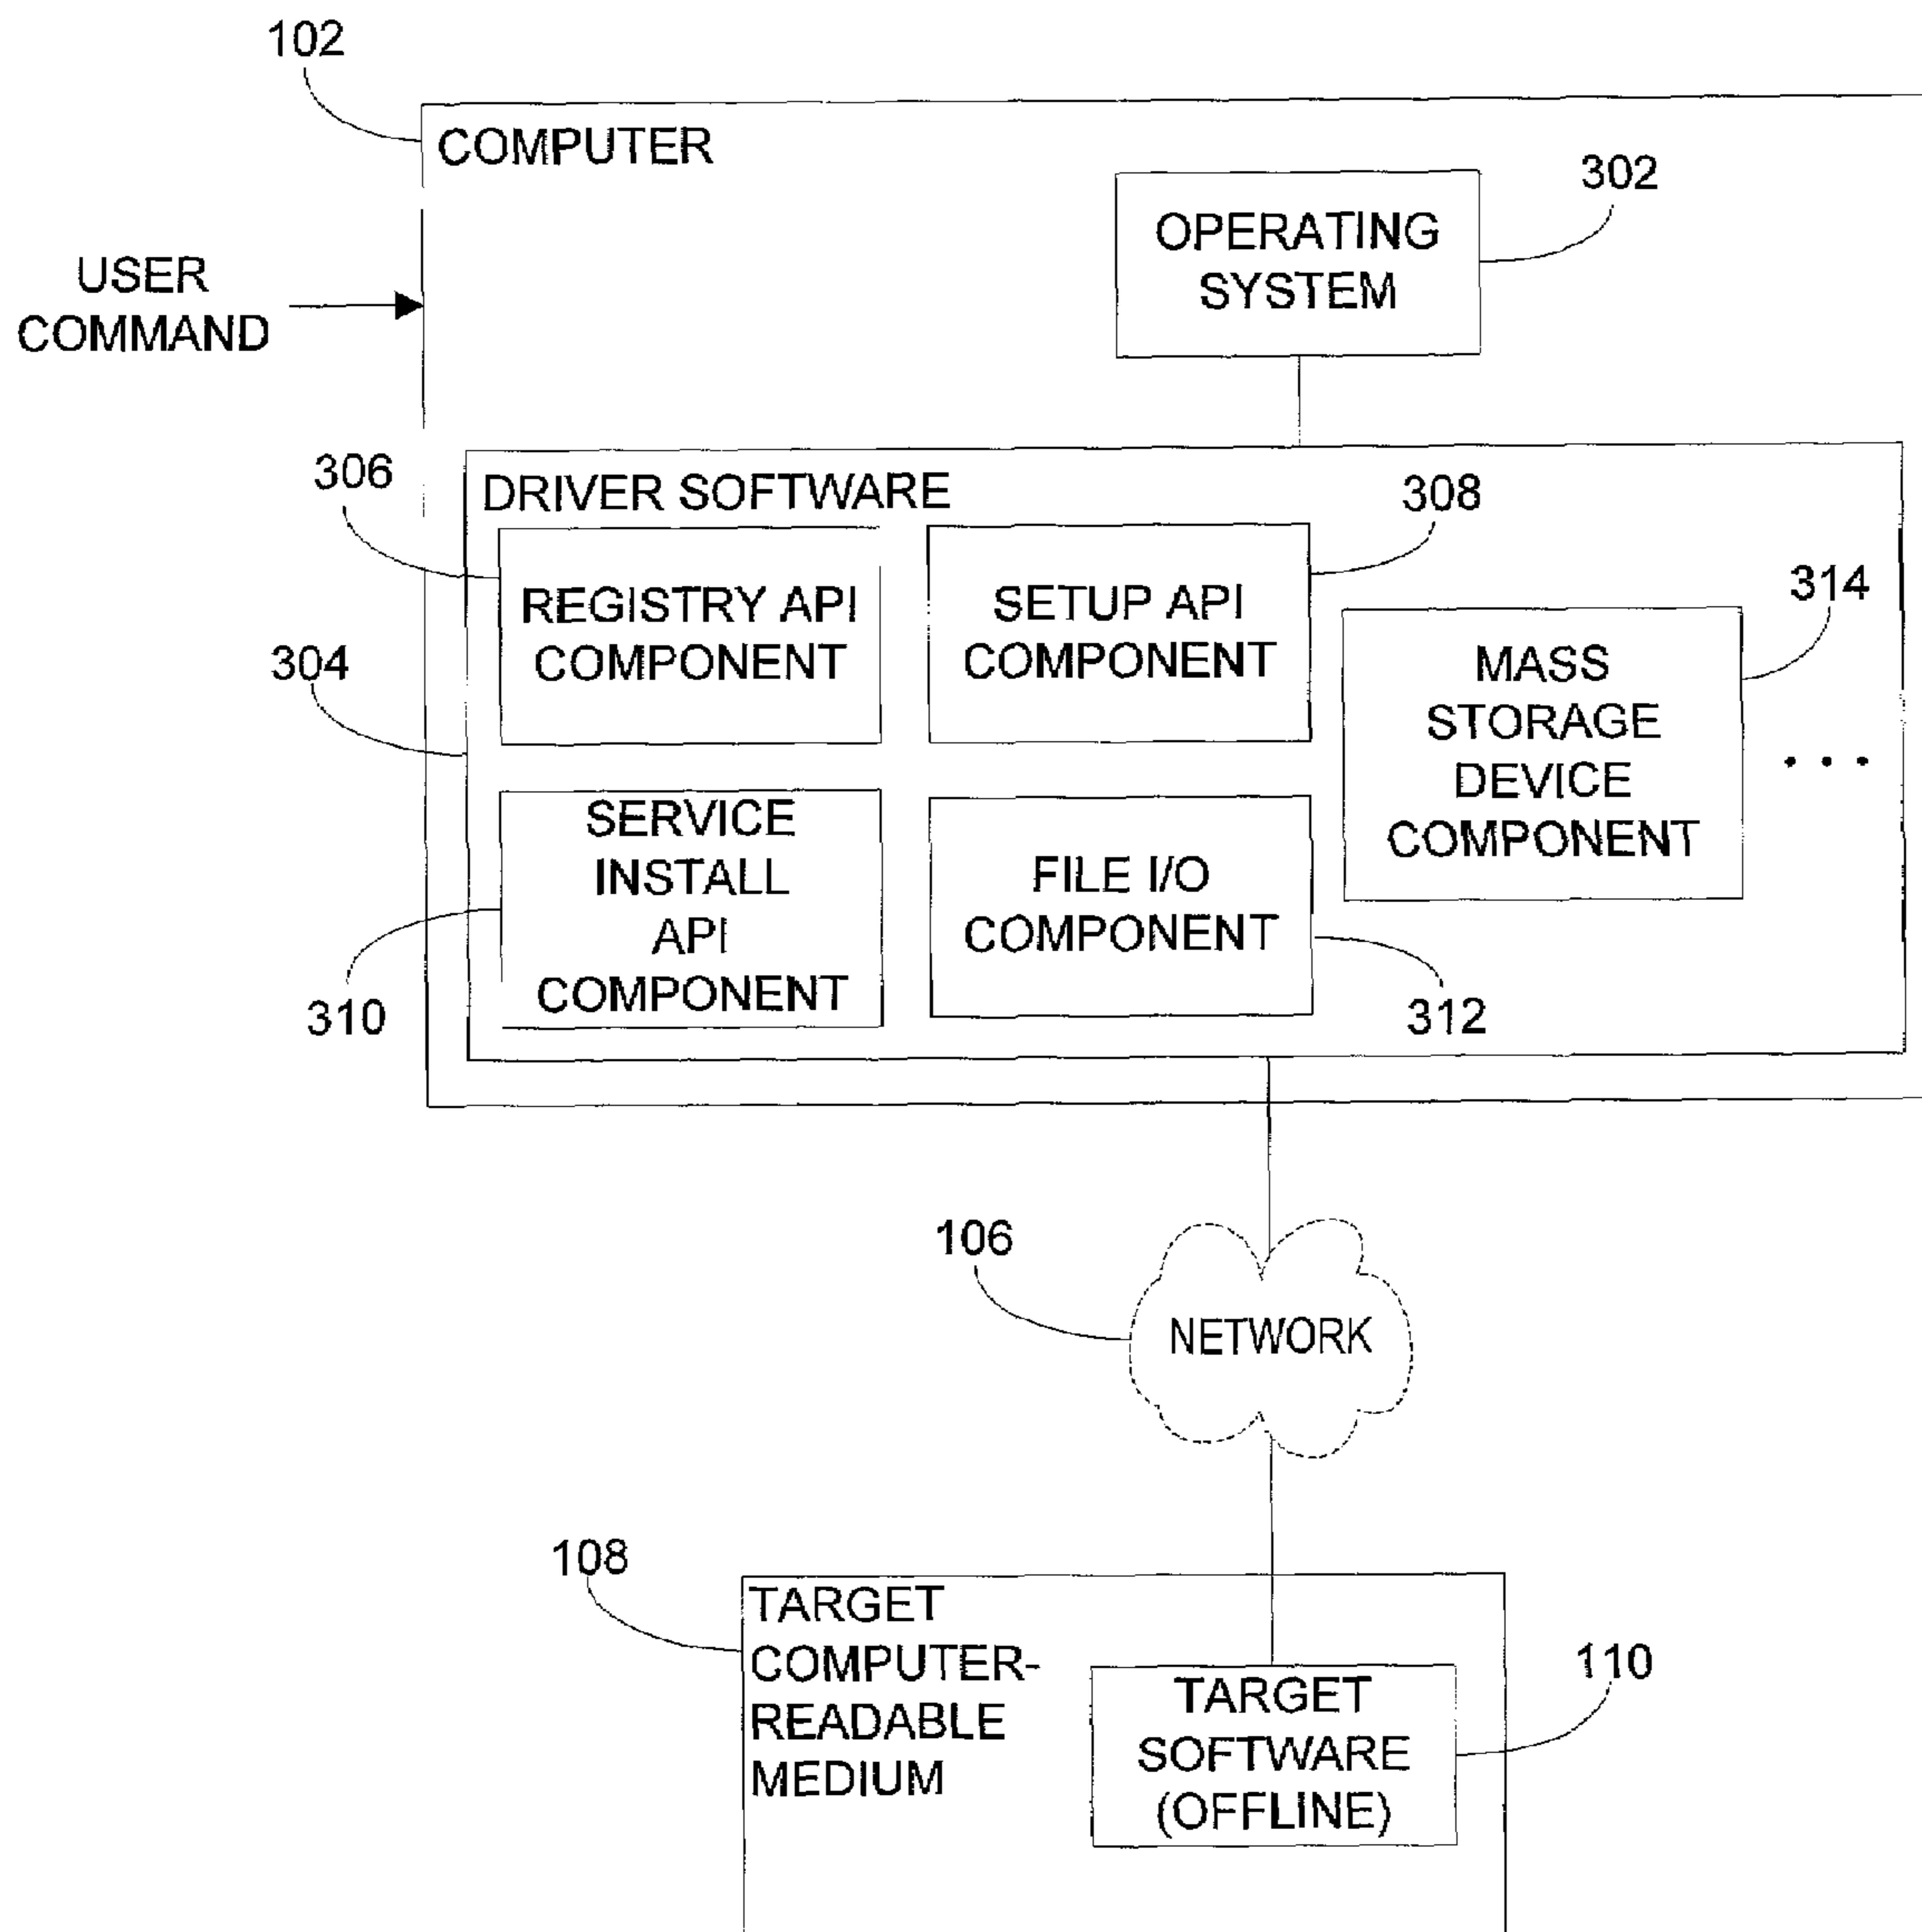 102
COMPUTER
302
OPERATING
SYSTEM
USER
COMMAND
306
DRIVER SOFTWARE
308
REGISTRY API
COMPONENT
SETUP API
COMPONENT
314
MASS
STORAGE
DEVICE
COMPONENT
304
SERVICE
INSTALL
API
COMPONENT
FILE I/O
COMPONENT
310
312
...
106
NETWORK
108
TARGET
COMPUTER-
READABLE
MEDIUM
TARGET
SOFTWARE
(OFFLINE)
110